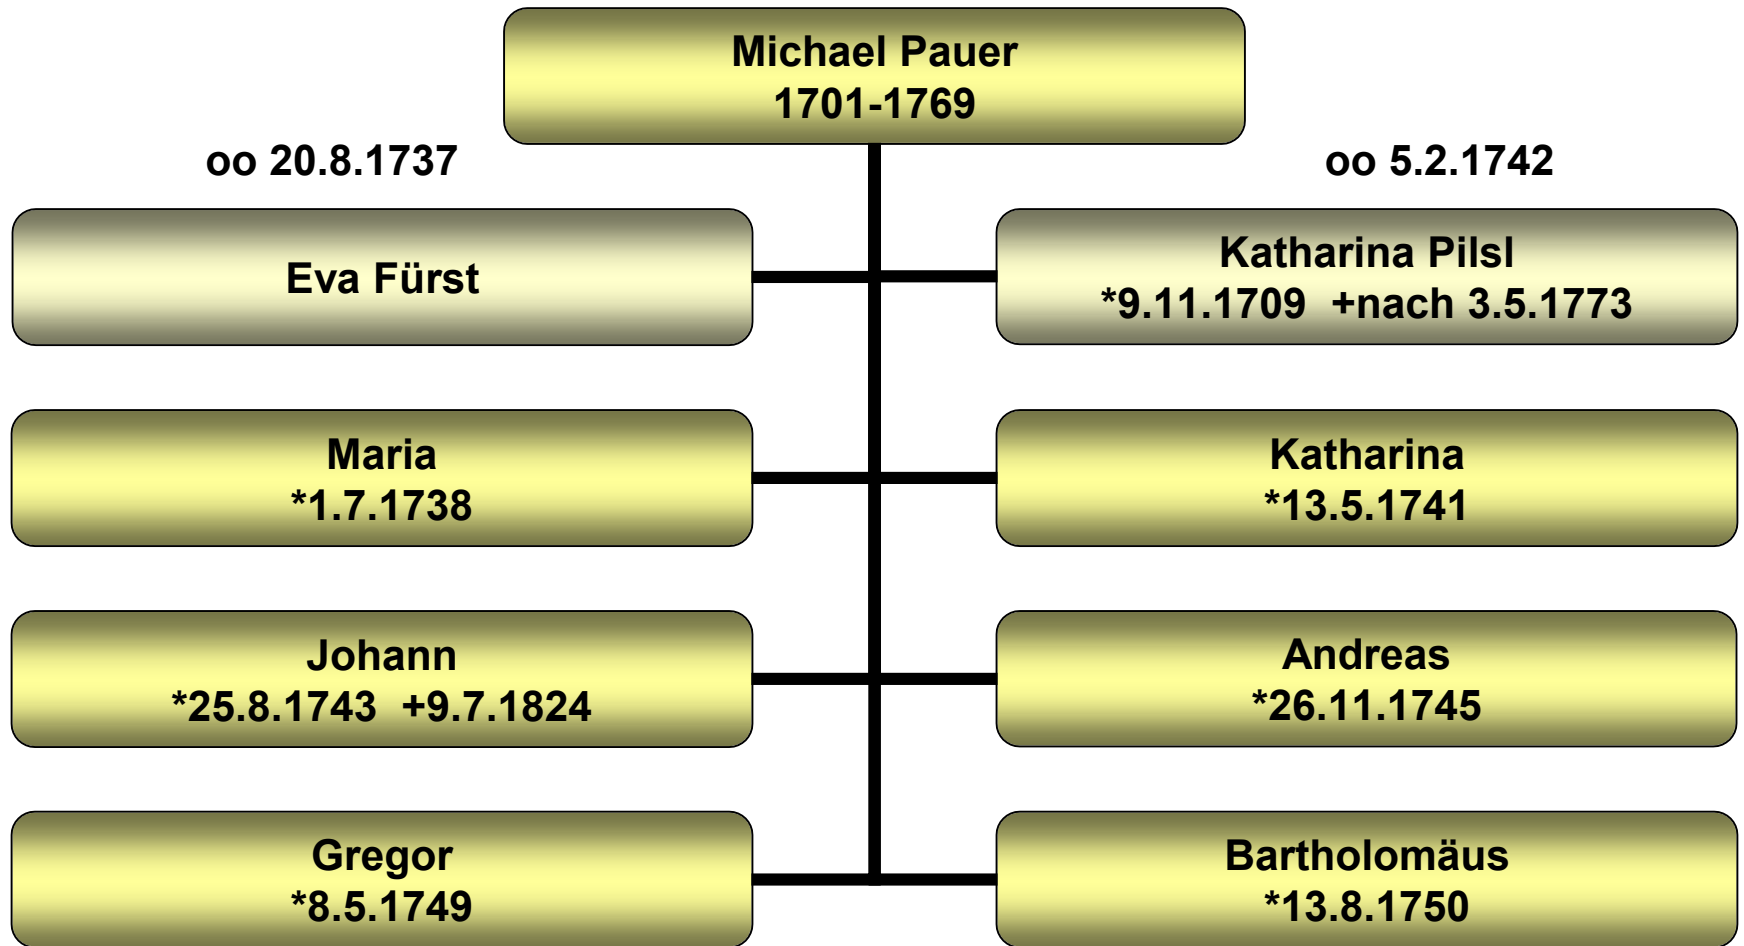 Michael Pauer
1701-1769
oo 20.8.1737
oo 5.2.1742
Eva Fürst
Katharina Pilsl
*9.11.1709 +nach 3.5.1773
Maria
*1.7.1738
Katharina
*13.5.1741
Johann
*25.8.1743 +9.7.1824
Andreas
*26.11.1745
Gregor
*8.5.1749
Bartholomäus
*13.8.1750